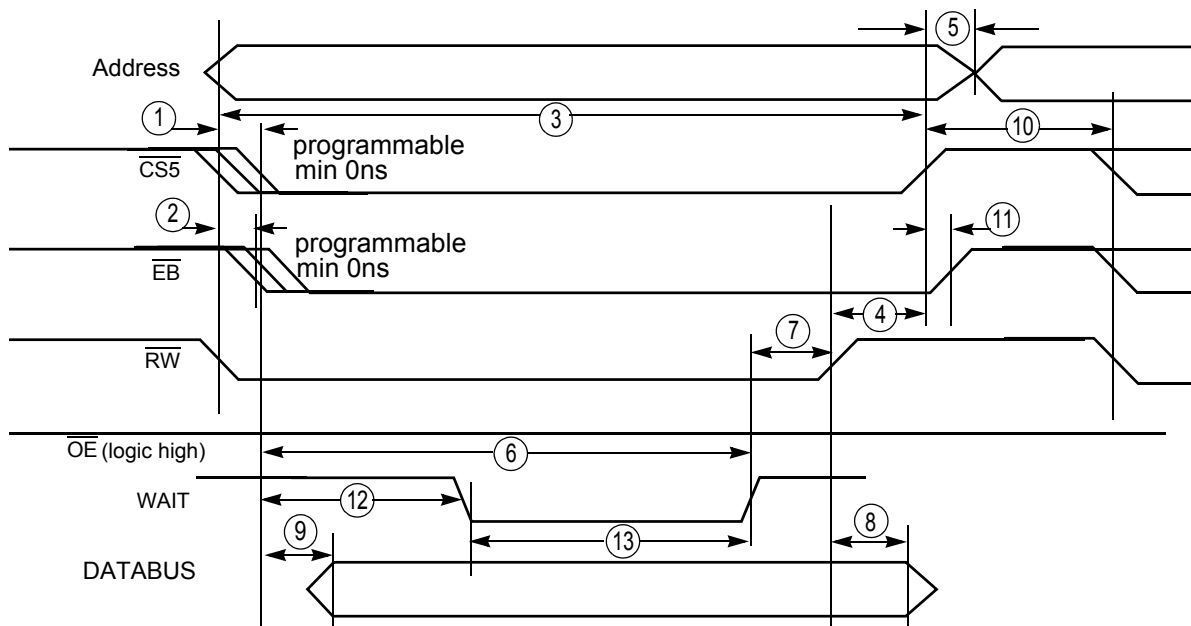 5
Address
1
3
10
programmable
min 0ns
CS5
2
11
programmable
min 0ns
EB
4
7
RW
OE (logic high)
6
WAIT
12
13
8
9
DATABUS